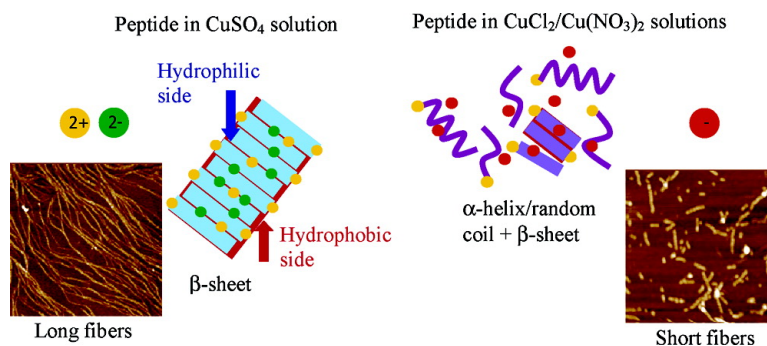 Peptide in CuSO₄ solution
Hydrophilic
side
2+ 2-
Hydrophobic
side
β-sheet
Long fibers
Peptide in CuCl₂/Cu(NO₃)₂ solutions
-
α-helix/random
coil + β-sheet
Short fibers